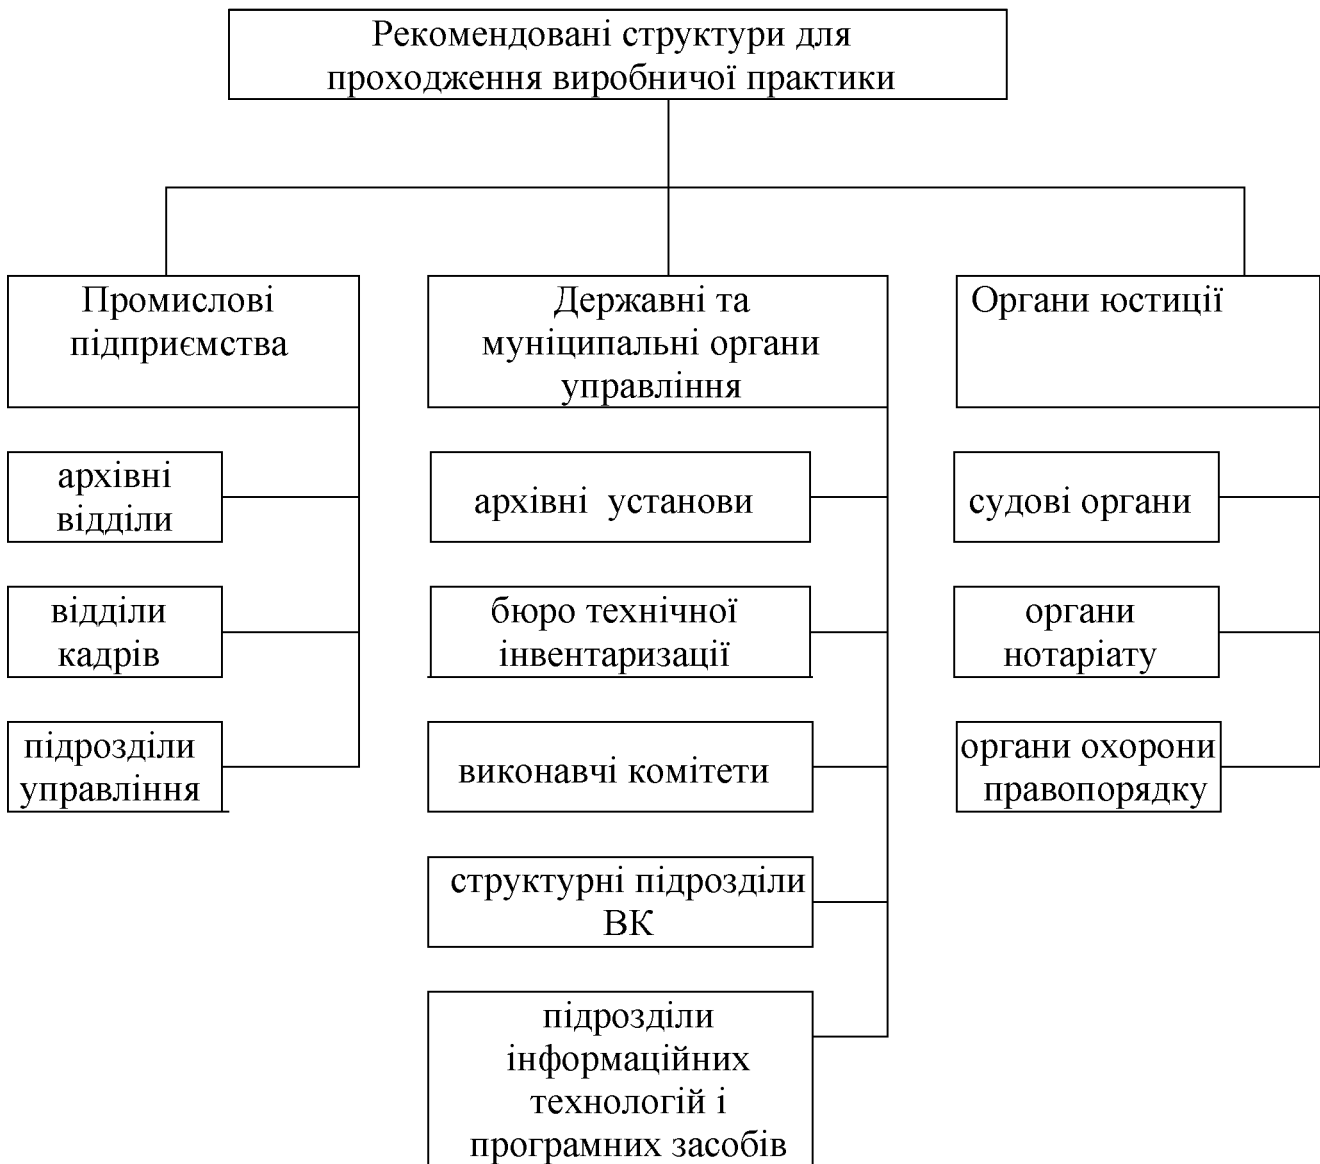 Рекомендовані структури для
проходження виробничої практики
Промислові
підприємства
архівні
відділи
відділи
кадрів
підрозділи
управління
Державні та
муніципальні органи
управління
архівні установи
бюро технічної
інвентаризації
виконавчі комітети
структурні підрозділи
ВК
підрозділи
інформаційних
технологій і
програмних засобів
Органи юстиції
судові органи
органи
нотаріату
органи охорони
правопорядку